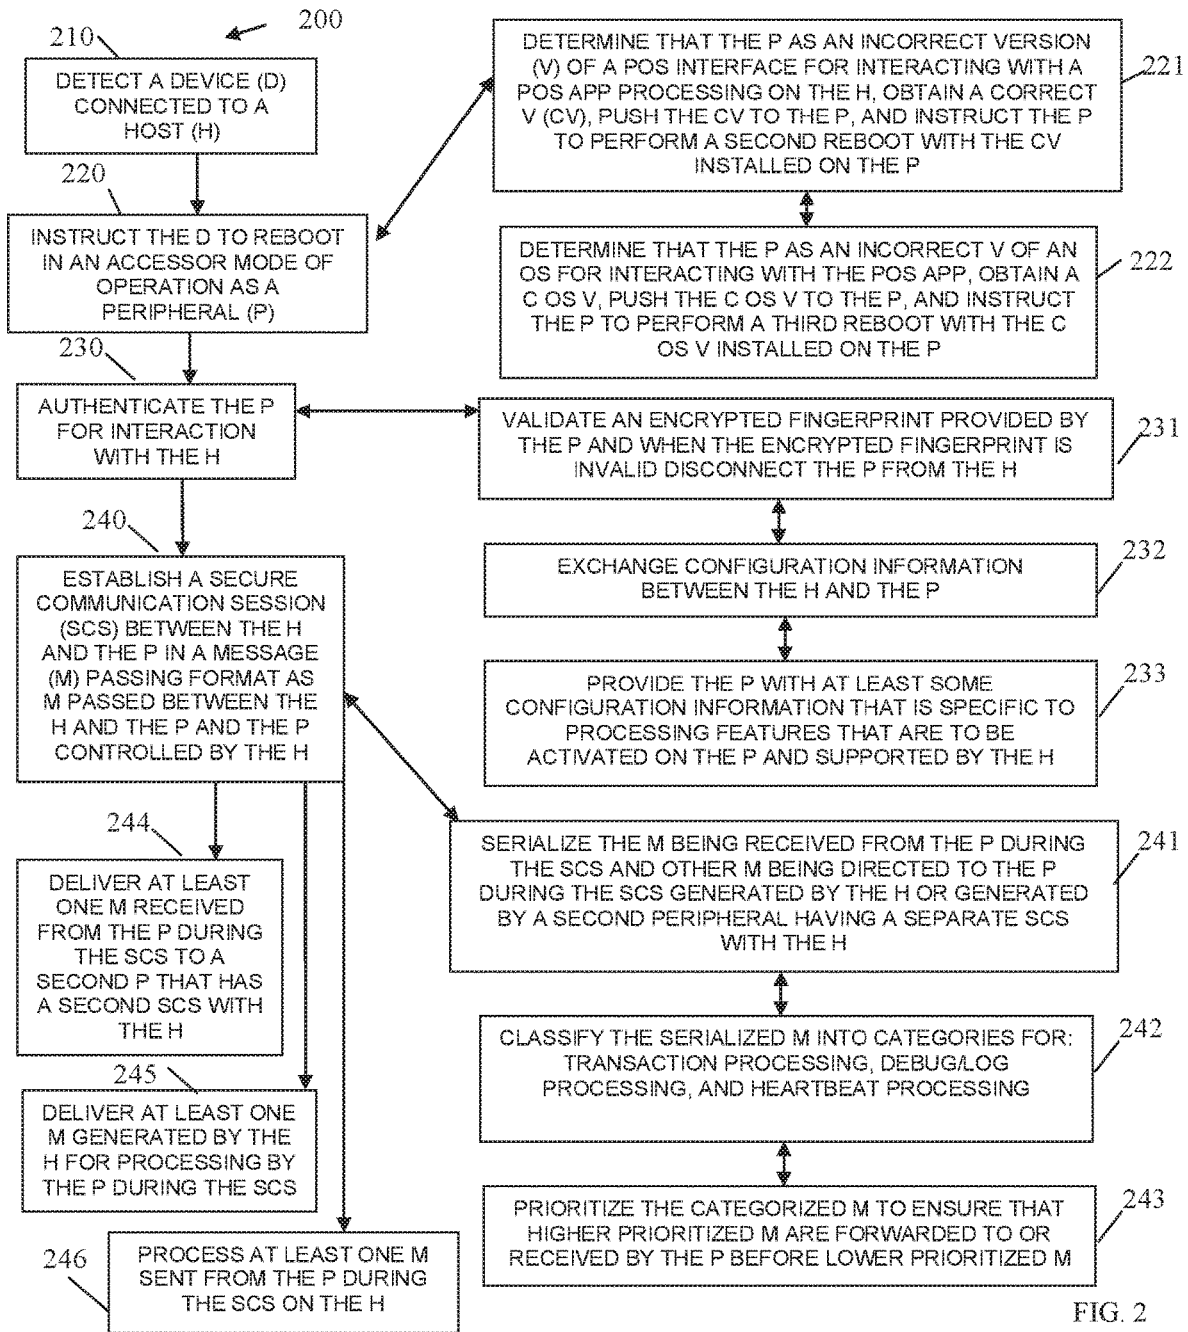 200
210
DETECT A DEVICE (D)
CONNECTED TO A
HOST (H)
220
INSTRUCT THE D TO REBOOT
IN AN ACCESSOR MODE OF
OPERATION AS A
PERIPHERAL (P)
230
AUTHENTICATE THE P
FOR INTERACTION
WITH THE H
240
ESTABLISH A SECURE
COMMUNICATION SESSION
(SCS) BETWEEN THE H
AND THE P IN A MESSAGE
(M) PASSING FORMAT AS
M PASSED BETWEEN THE
H AND THE P AND THE P
CONTROLLED BY THE H
244
DELIVER AT LEAST
ONE M RECEIVED
FROM THE P DURING
THE SCS TO A
SECOND P THAT HAS
A SECOND SCS WITH
THE H
245
DELIVER AT LEAST ONE
M GENERATED BY THE
H FOR PROCESSING BY
THE P DURING THE SCS
246
PROCESS AT LEAST ONE M
SENT FROM THE P DURING
THE SCS ON THE H
DETERMINE THAT THE P AS AN INCORRECT VERSION
(V) OF A POS INTERFACE FOR INTERACTING WITH A
POS APP PROCESSING ON THE H, OBTAIN A CORRECT
V (CV), PUSH THE CV TO THE P, AND INSTRUCT THE P
TO PERFORM A SECOND REBOOT WITH THE CV
INSTALLED ON THE P
221
DETERMINE THAT THE P AS AN INCORRECT V OF AN
OS FOR INTERACTING WITH THE POS APP, OBTAIN A
C OS V, PUSH THE C OS V TO THE P, AND INSTRUCT
THE P TO PERFORM A THIRD REBOOT WITH THE C
OS V INSTALLED ON THE P
222
VALIDATE AN ENCRYPTED FINGERPRINT PROVIDED BY
THE P AND WHEN THE ENCRYPTED FINGERPRINT IS
INVALID DISCONNECT THE P FROM THE H
231
EXCHANGE CONFIGURATION INFORMATION
BETWEEN THE H AND THE P
232
PROVIDE THE P WITH AT LEAST SOME
CONFIGURATION INFORMATION THAT IS SPECIFIC TO
PROCESSING FEATURES THAT ARE TO BE
ACTIVATED ON THE P AND SUPPORTED BY THE H
233
SERIALIZE THE M BEING RECEIVED FROM THE P DURING
THE SCS AND OTHER M BEING DIRECTED TO THE P
DURING THE SCS GENERATED BY THE H OR GENERATED
BY A SECOND PERIPHERAL HAVING A SEPARATE SCS
WITH THE H
241
CLASSIFY THE SERIALIZED M INTO CATEGORIES FOR:
TRANSACTION PROCESSING, DEBUG/LOG
PROCESSING, AND HEARTBEAT PROCESSING
242
PRIORITIZE THE CATEGORIZED M TO ENSURE THAT
HIGHER PRIORITIZED M ARE FORWARDED TO OR
RECEIVED BY THE P BEFORE LOWER PRIORITIZED M
243
FIG. 2